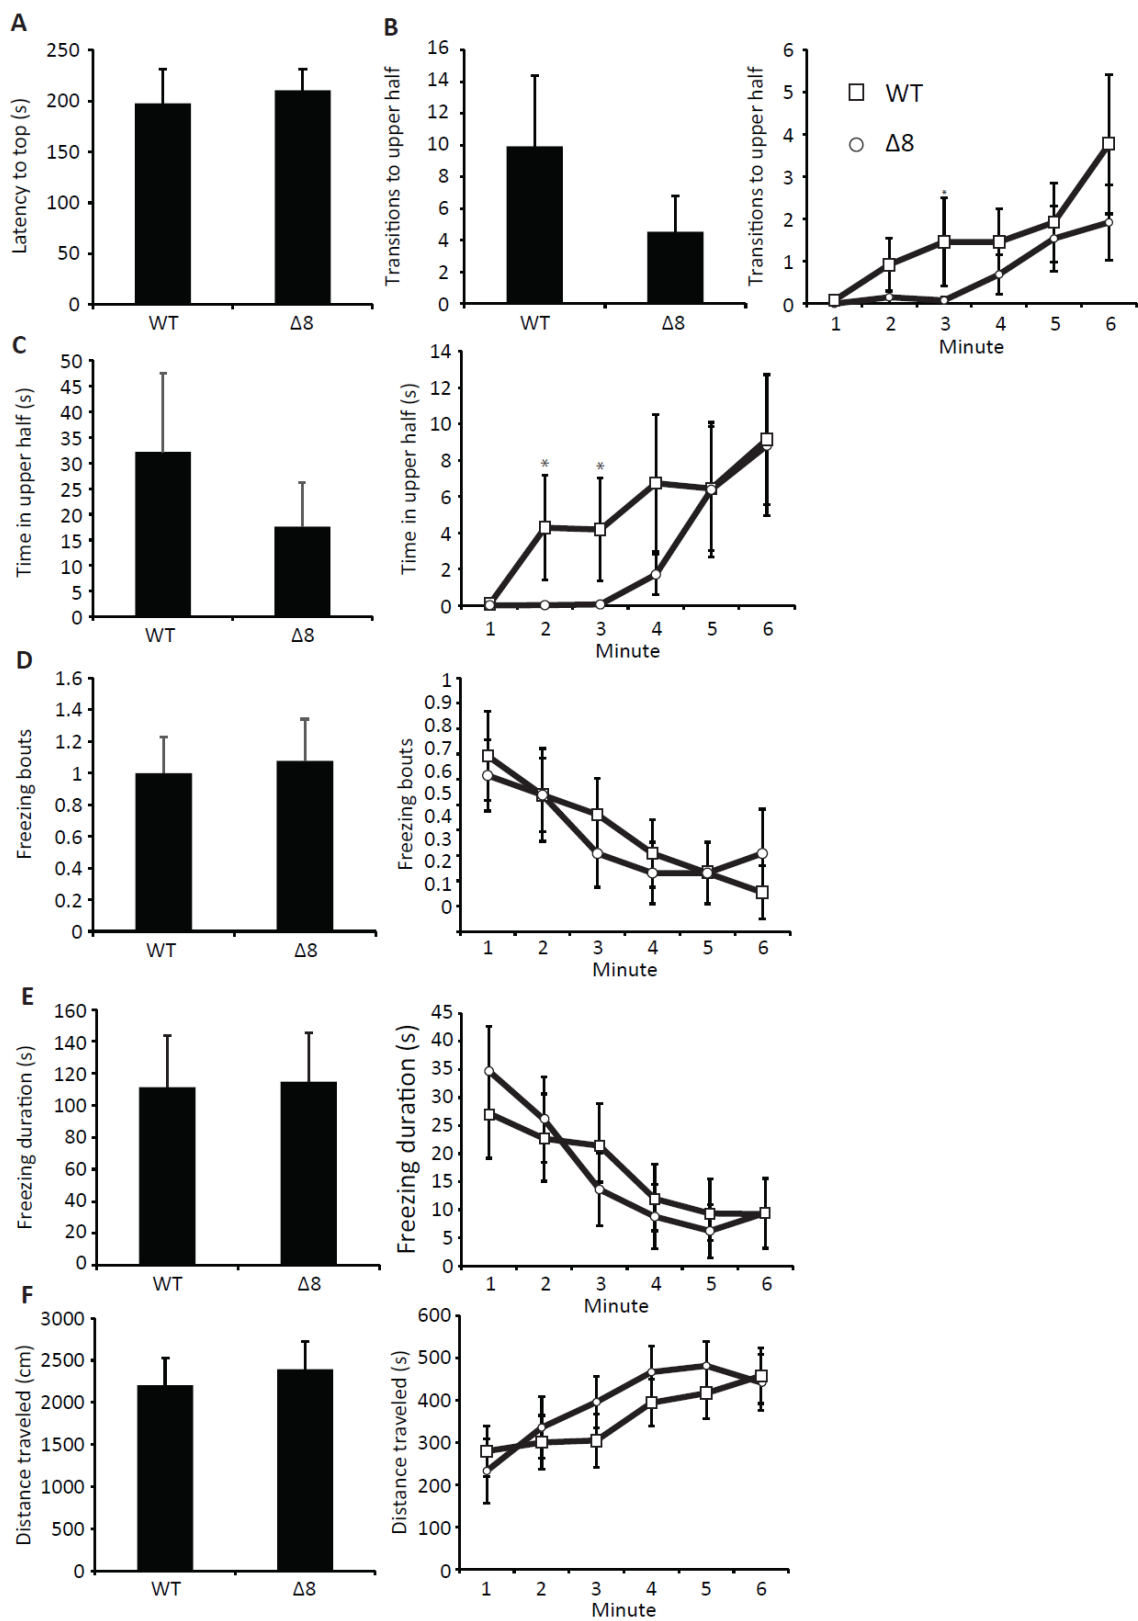 A
Latency to top (s)
250
200
150
100
50
0
WT Δ8
B
Transitions to upper half
16
14
12
10
8
6
4
2
0
WT Δ8
Transitions to upper half
6
5
4
3
2
1
0
WT
Δ8
*
1 2 3 4 5 6
Minute
C
Time in upper half (s)
50
45
40
35
30
25
20
15
10
5
0
WT Δ8
Time in upper half (s)
14
12
10
8
6
4
2
0
* *
1 2 3 4 5 6
Minute
D
Freezing bouts
1.6
1.4
1.2
1
0.8
0.6
0.4
0.2
0
WT Δ8
Freezing bouts
1
0.9
0.8
0.7
0.6
0.5
0.3
0.2
0.1
0
1 2 3 4 5 6
Minute
E
Freezing duration (s)
160
140
120
100
80
60
40
20
0
WT Δ8
Freezing duration (s)
45
40
35
30
25
20
15
10
5
0
1 2 3 4 5 6
Minute
F
Distance traveled (cm)
3000
2500
2000
1500
1000
500
0
WT Δ8
Distance traveled (s)
600
500
400
300
200
100
0
1 2 3 4 5 6
Minute